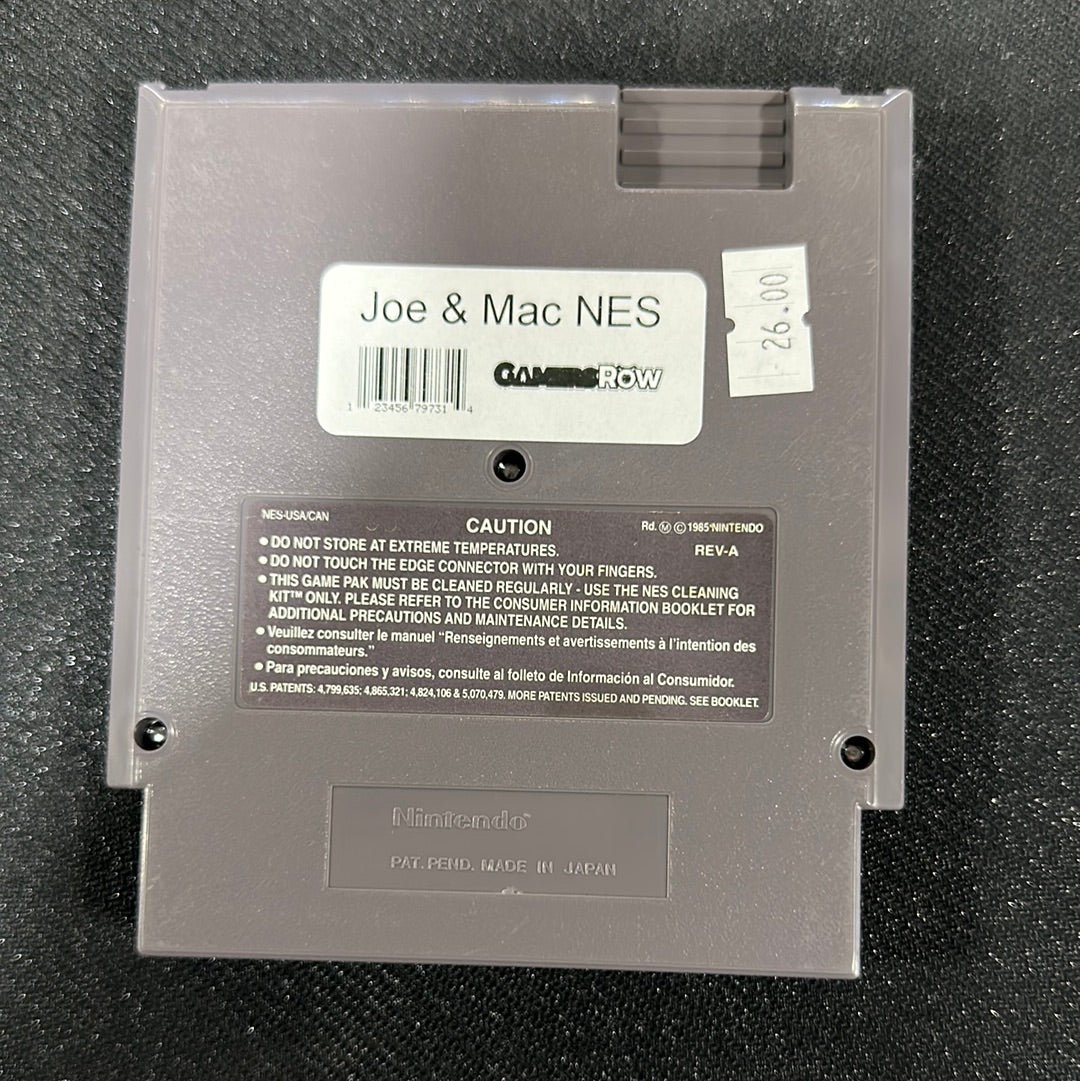 Joe & Mac NES
GAMERSROW
1 23456 79731 4
26.00
NES-USA/CAN
CAUTION
Rd. Ⓜ © 1985 NINTENDO
REV-A
● DO NOT STORE AT EXTREME TEMPERATURES.
● DO NOT TOUCH THE EDGE CONNECTOR WITH YOUR FINGERS.
● THIS GAME PAK MUST BE CLEANED REGULARLY - USE THE NES CLEANING
KIT™ ONLY. PLEASE REFER TO THE CONSUMER INFORMATION BOOKLET FOR
ADDITIONAL PRECAUTIONS AND MAINTENANCE DETAILS.
● Veuillez consulter le manuel “Renseignements et avertissements à l’intention des
consommateurs.”
● Para precauciones y avisos, consulte al folleto de Información al Consumidor.
U.S. PATENTS: 4,799,635; 4,865,321; 4,824,106 & 5,070,479. MORE PATENTS ISSUED AND PENDING. SEE BOOKLET.
Nintendo
PAT. PEND. MADE IN JAPAN